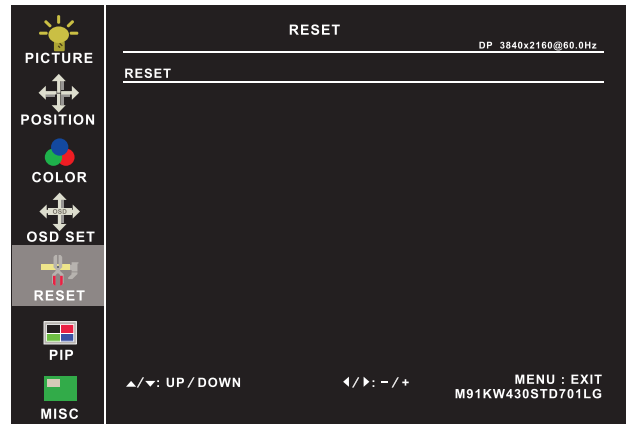 PICTURE
POSITION
COLOR
OSD
OSD SET
RESET
PIP
MISC
RESET
DP 3840x2160@60.0Hz
RESET
▲/▼: UP / DOWN
◀/▶: - / +
MENU : EXIT
M91KW430STD701LG